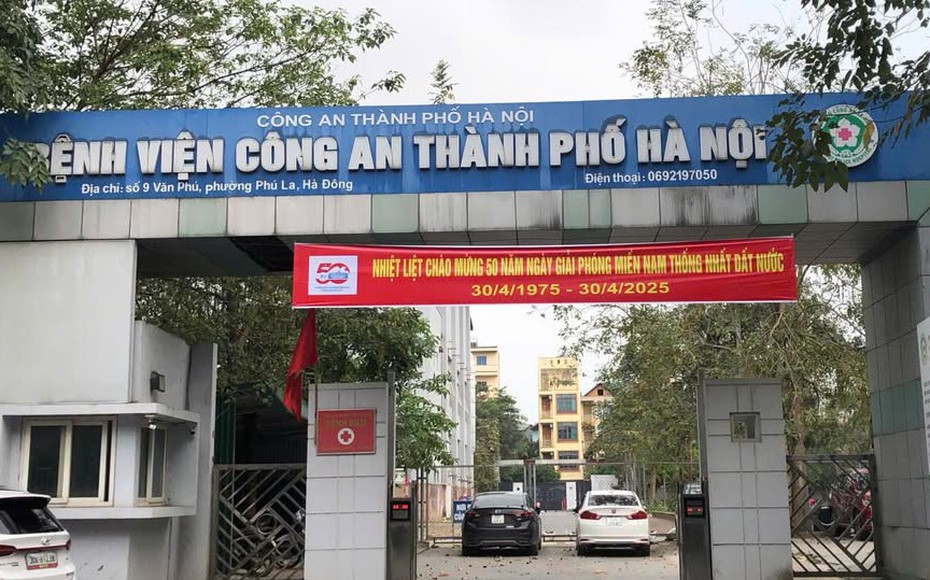 CÔNG AN THÀNH PHỐ HÀ NỘI
BỆNH VIỆN CÔNG AN THÀNH PHỐ HÀ NỘI
Địa chỉ: số 9 Văn Phú, phường Phú La, Hà Đông
Điện thoại: 0692197050
50
NHIỆT LIỆT CHÀO MỪNG 50 NĂM NGÀY GIẢI PHÓNG MIỀN NAM THỐNG NHẤT ĐẤT NƯỚC
30/4/1975 - 30/4/2025